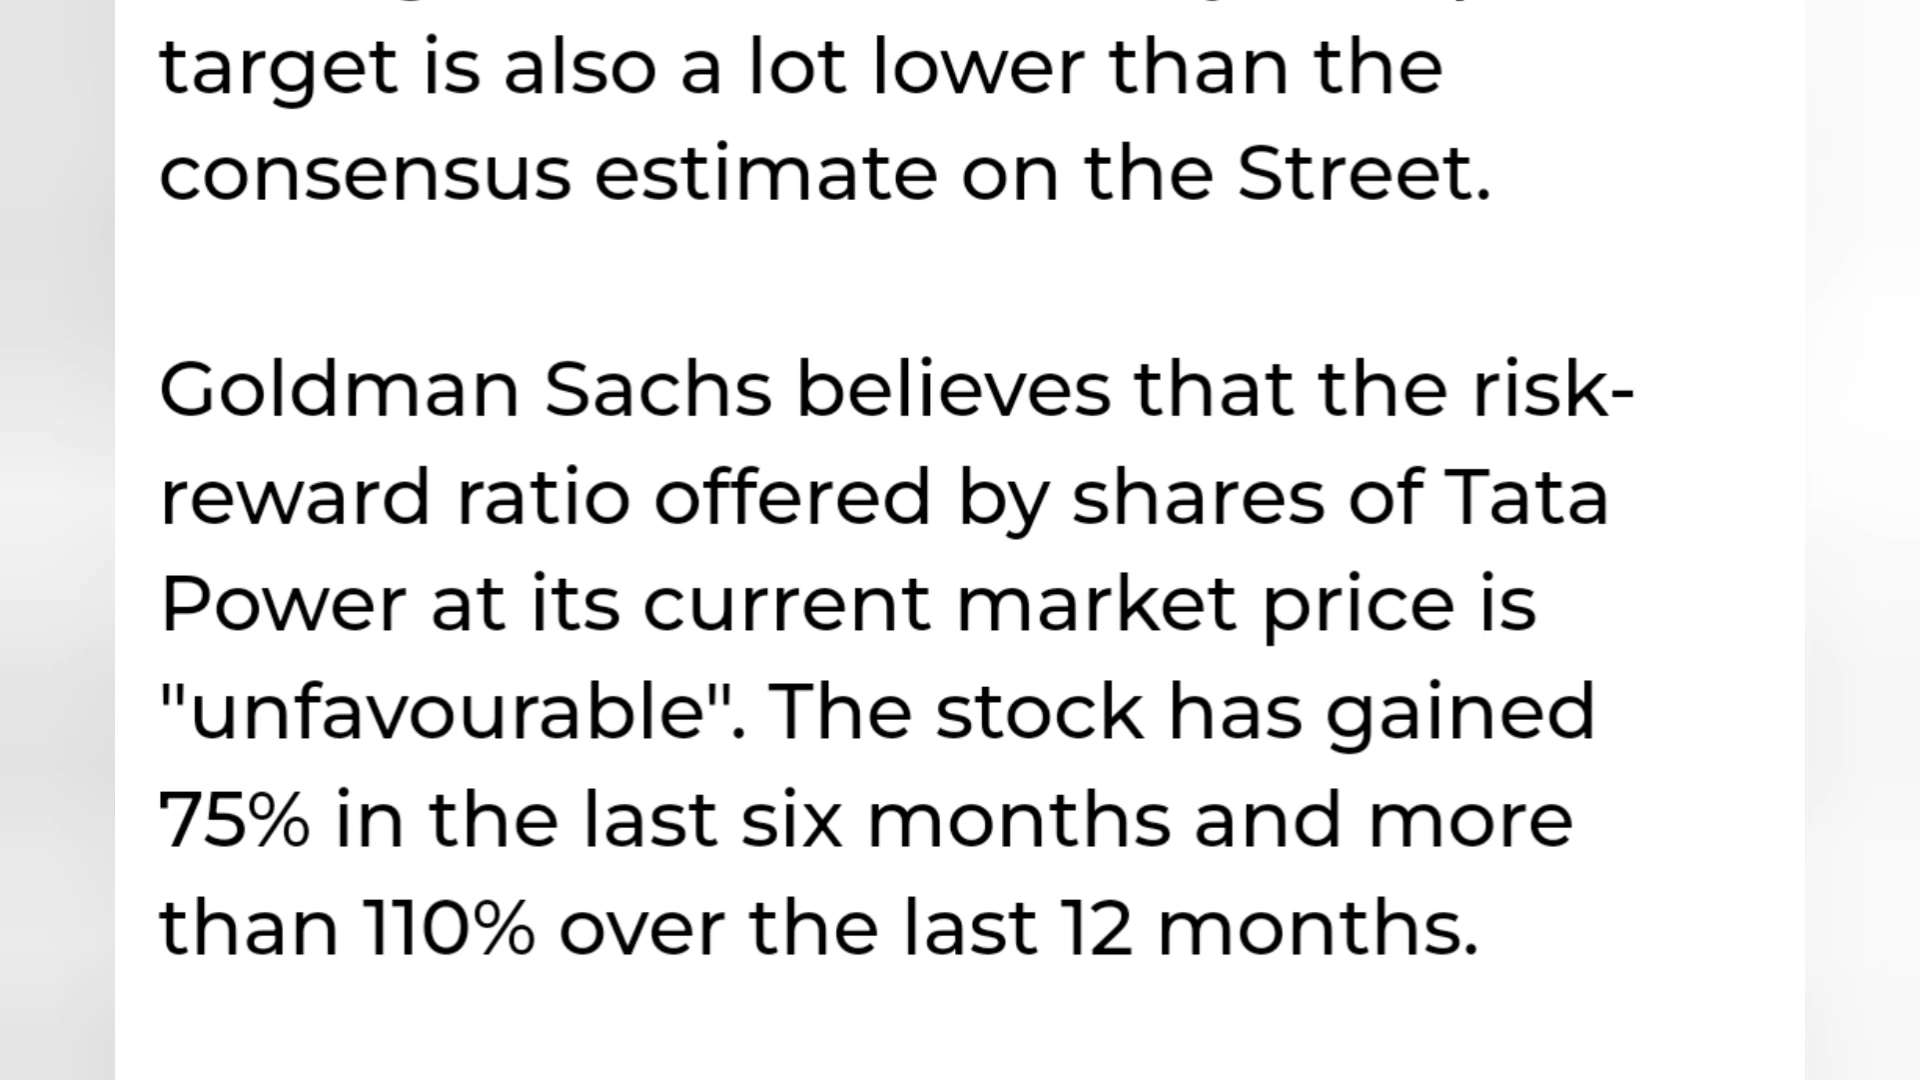 target is also a lot lower than the
consensus estimate on the Street.
Goldman Sachs believes that the risk-
reward ratio offered by shares of Tata
Power at its current market price is
"unfavourable". The stock has gained
75% in the last six months and more
than 110% over the last 12 months.